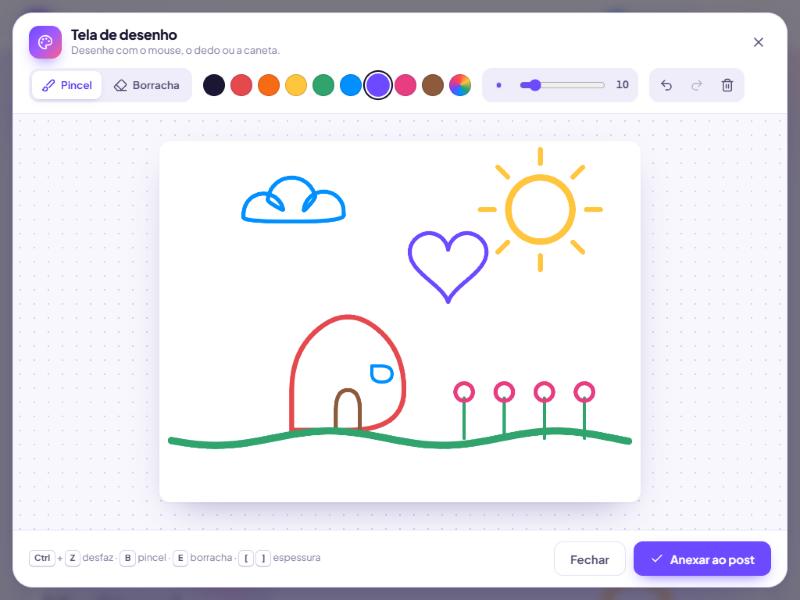 Tela de desenho
Desenhe com o mouse, o dedo ou a caneta.
Pincel
Borracha
10
Ctrl + Z desfaz · B pincel · E borracha · [ ] espessura
Fechar
Anexar ao post